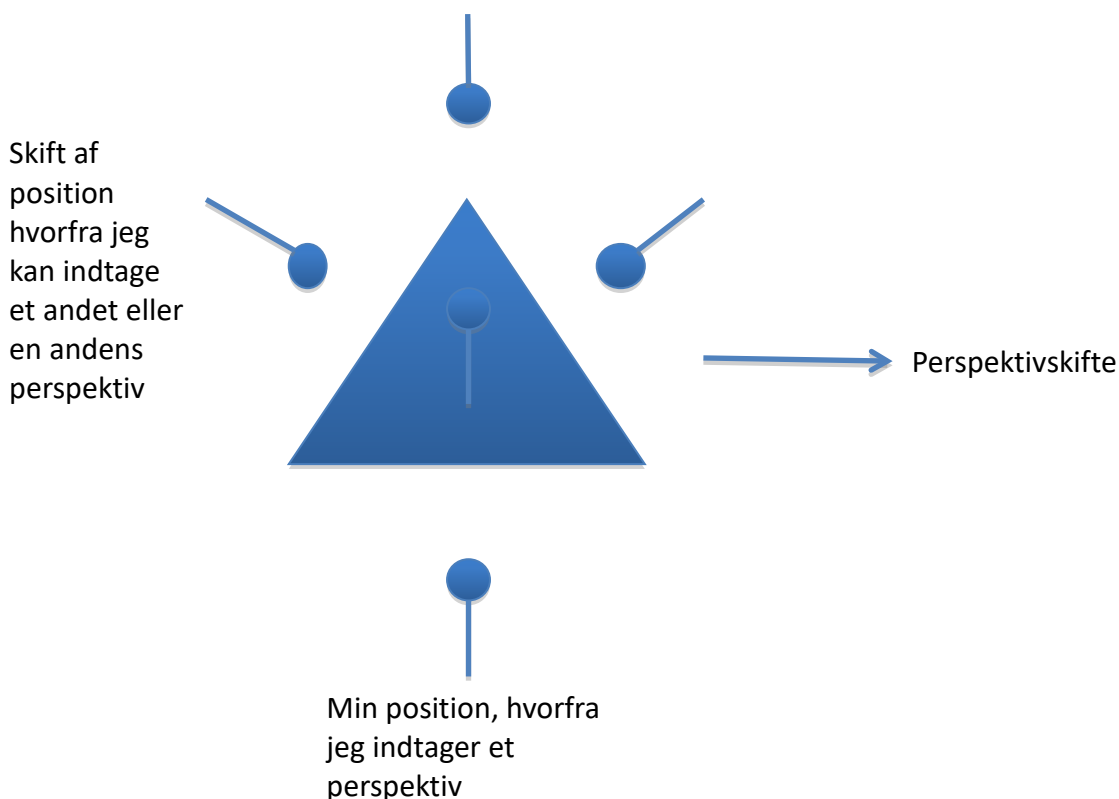 Skift af
position
hvorfra jeg
kan indtage
et andet eller
en andens
perspektiv
Perspektivskifte
Min position, hvorfra
jeg indtager et
perspektiv